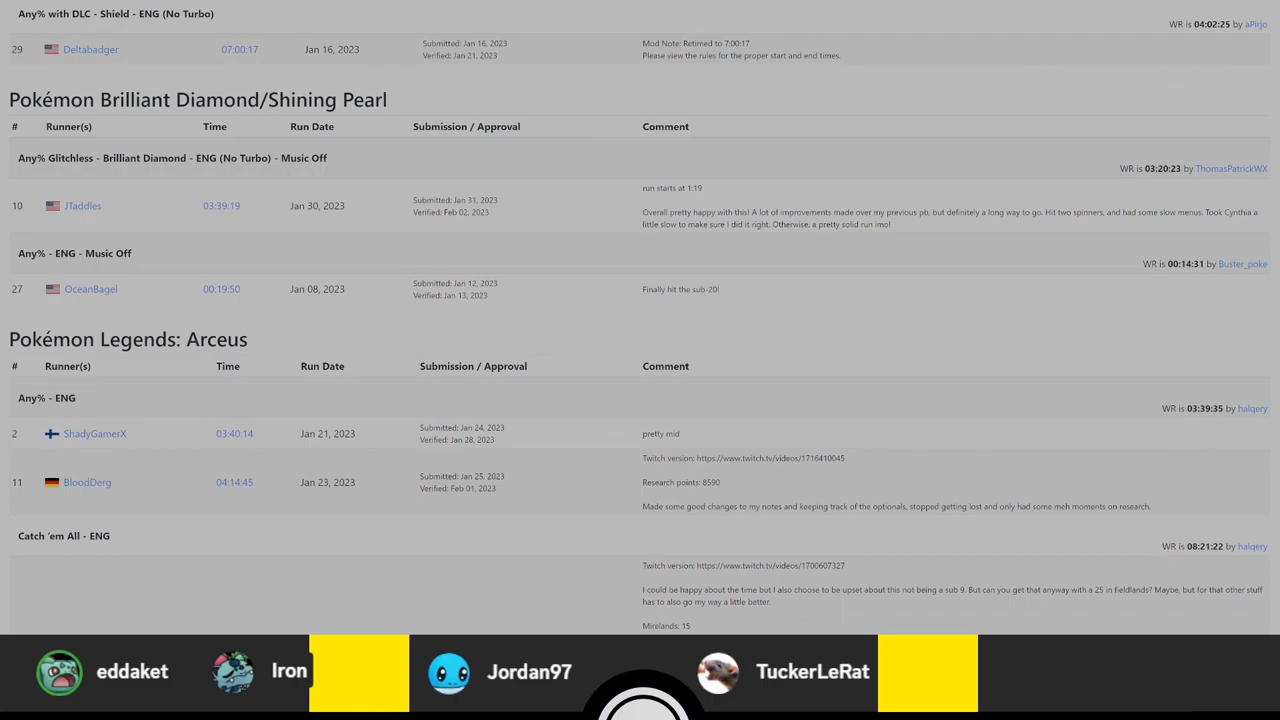 Any% with DLC - Shield - ENG (No Turbo)
WR is 04:02:25 by aPirjo
29 Deltabadger 07:00:17 Jan 16, 2023 Submitted: Jan 16, 2023 Mod Note: Retimed to 7:00:17
Verified: Jan 21, 2023 Please view the rules for the proper start and end times.
Pokémon Brilliant Diamond/Shining Pearl
# Runner(s) Time Run Date Submission / Approval Comment
Any% Glitchless - Brilliant Diamond - ENG (No Turbo) - Music Off
WR is 03:20:23 by ThomasPatrickWX
run starts at 1:19
10 JTaddles 03:39:19 Jan 30, 2023 Submitted: Jan 31, 2023
Verified: Feb 02, 2023 Overall pretty happy with this! A lot of improvements made over my previous pb, but definitely a long way to go. Hit two spinners, and had some slow menus. Took Cynthia a
little slow to make sure I did it right. Otherwise, a pretty solid run imo!
Any% - ENG - Music Off
WR is 00:14:31 by Buster_poke
27 OceanBagel 00:19:50 Jan 08, 2023 Submitted: Jan 12, 2023 Finally hit the sub-20!
Verified: Jan 13, 2023
Pokémon Legends: Arceus
# Runner(s) Time Run Date Submission / Approval Comment
Any% - ENG
WR is 03:39:35 by halqery
2 ShadyGamerX 03:40:14 Jan 21, 2023 Submitted: Jan 24, 2023 pretty mid
Verified: Jan 28, 2023
Twitch version: https://www.twitch.tv/videos/1716410045
11 BloodDerg 04:14:45 Jan 23, 2023 Submitted: Jan 25, 2023 Research points: 8590
Verified: Feb 01, 2023
Made some good changes to my notes and keeping track of the optionals, stopped getting lost and only had some meh moments on research.
Catch 'em All - ENG
WR is 08:21:22 by halqery
Twitch version: https://www.twitch.tv/videos/1700607327
I could be happy about the time but I also choose to be upset about this not being a sub 9. But can you get that anyway with a 25 in fieldlands? Maybe, but for that other stuff
has to also go my way a little better.
Mirelands: 15
eddaket Iron Jordan97 TuckerLeRat